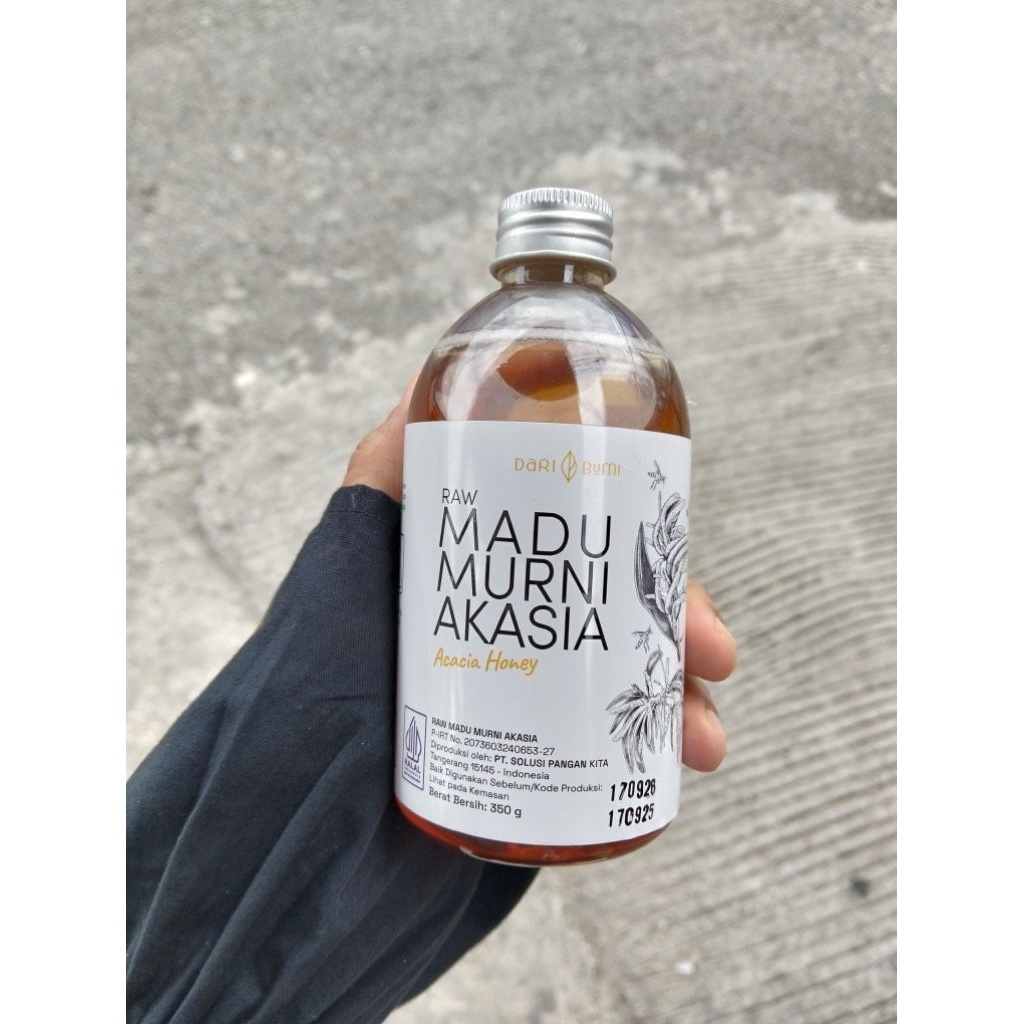 DARI BUMI
RAW
MADU
MURNI
AKASIA
Acacia Honey
HALAL
RAW MADU MURNI AKASIA
P-IRT No. 2073603240653-27
Diproduksi oleh: PT. SOLUSI PANGAN KITA
Tangerang 15145 - Indonesia
Baik Digunakan Sebelum/Kode Produksi:
Lihat pada Kemasan
Berat Bersih: 350 g
170926
170925